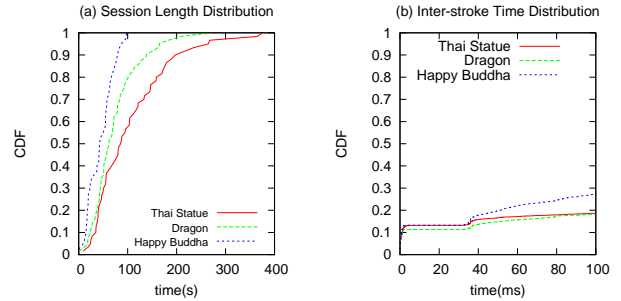 (a) Session Length Distribution
CDF
1
0.9
0.8
0.7
0.6
0.5
0.4
0.3
0.2
0.1
0
0
100
200
300
400
time(s)
Thai Statue
Dragon
Happy Buddha
(b) Inter-stroke Time Distribution
CDF
1
0.9
0.8
0.7
0.6
0.5
0.4
0.3
0.2
0.1
0
0
20
40
60
80
100
time(ms)
Thai Statue
Dragon
Happy Buddha